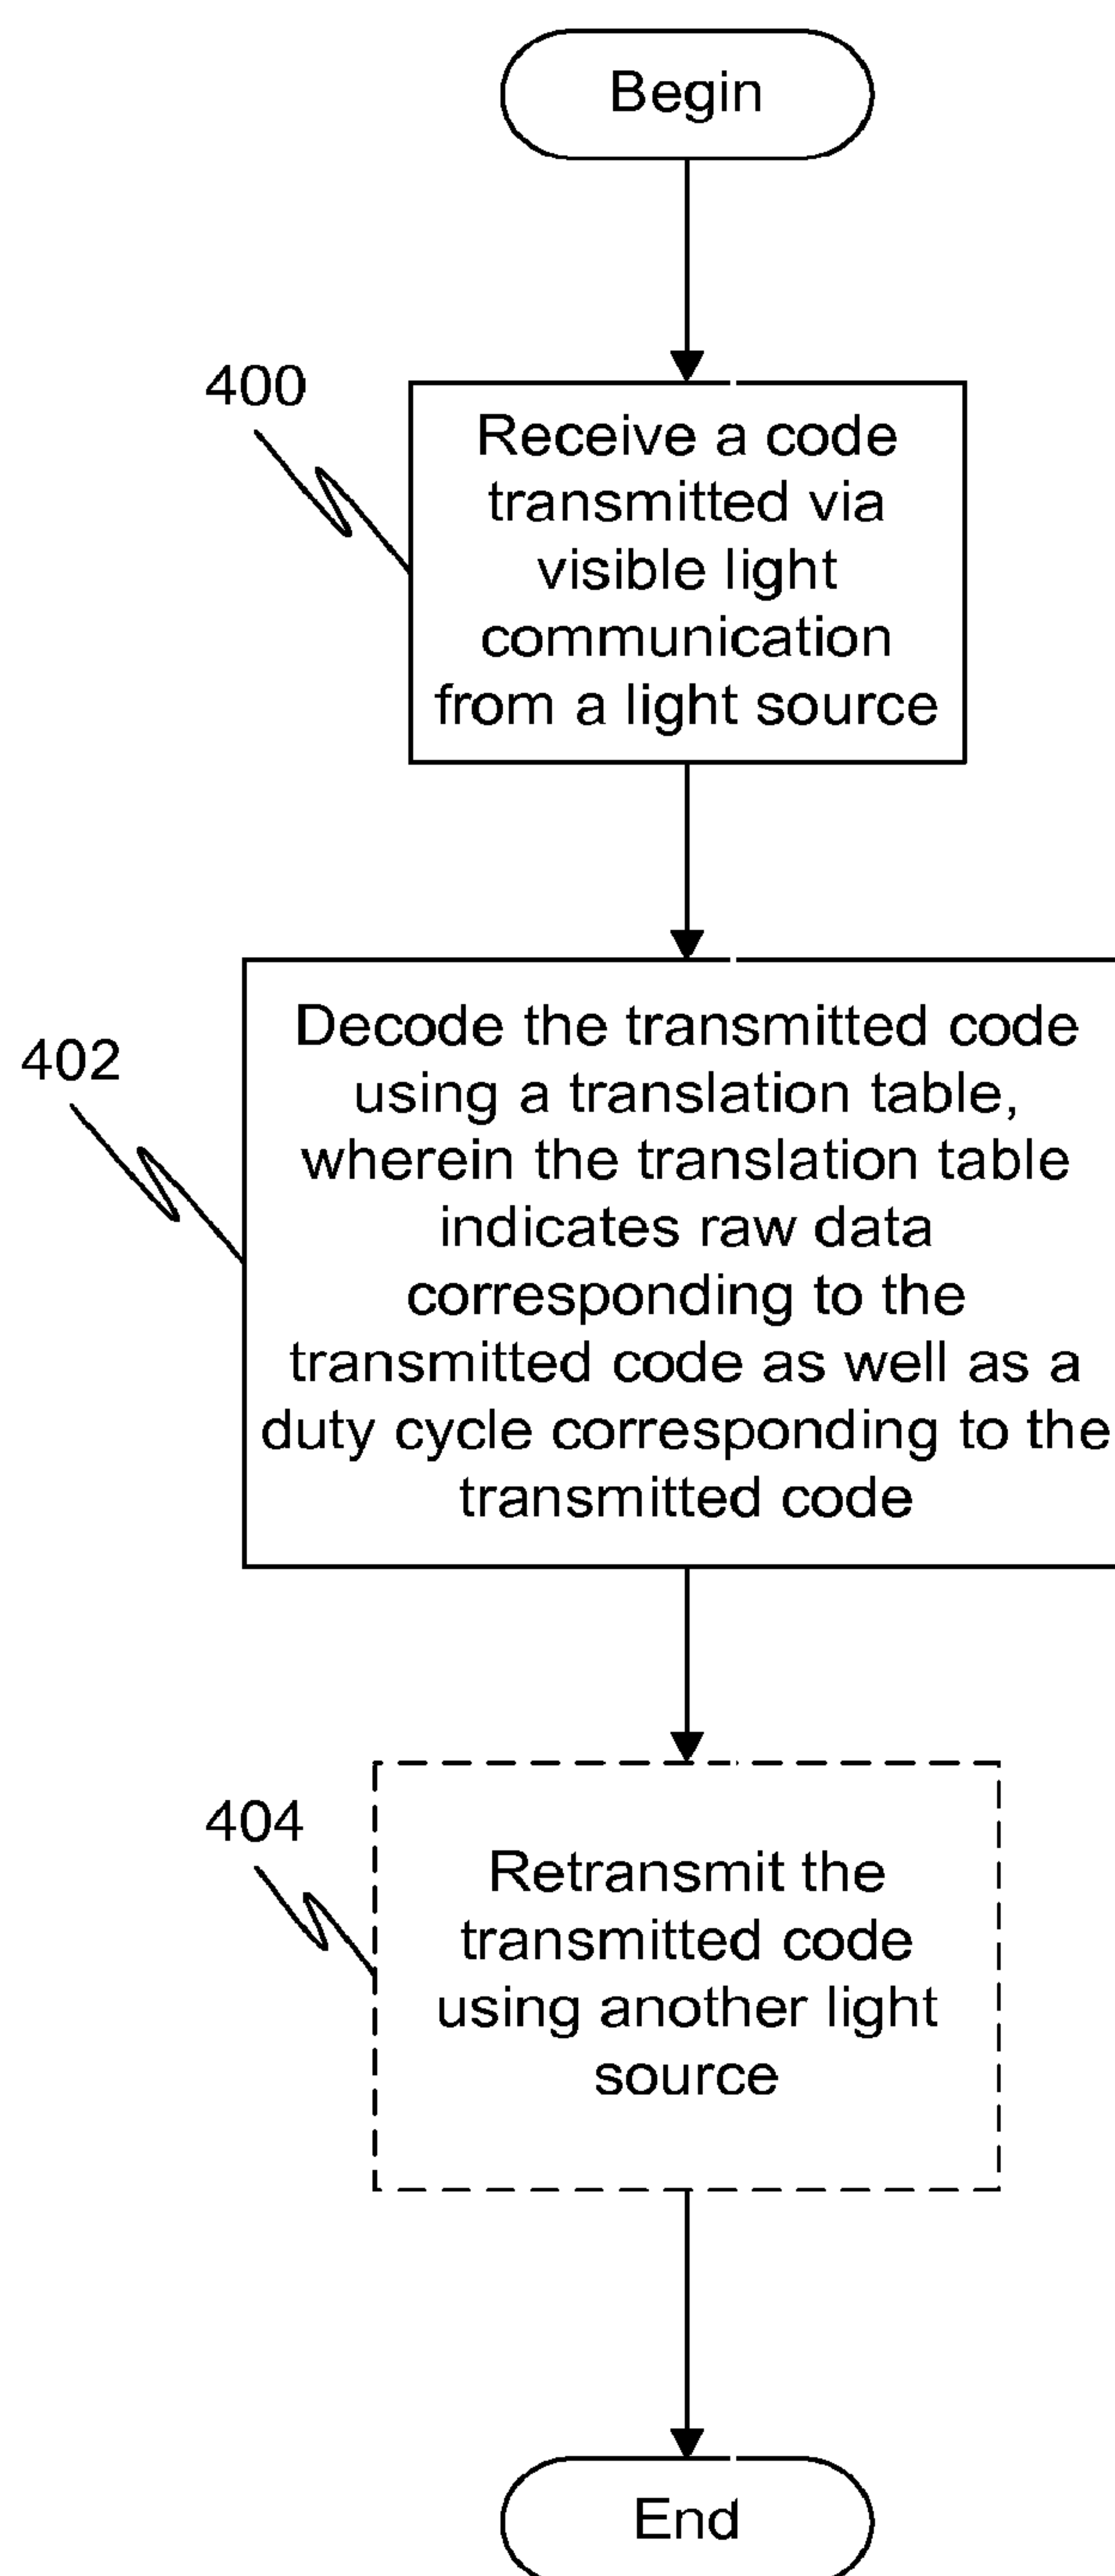 Begin
400
Receive a code
transmitted via
visible light
communication
from a light source
402
Decode the transmitted code
using a translation table,
wherein the translation table
indicates raw data
corresponding to the
transmitted code as well as a
duty cycle corresponding to the
transmitted code
404
Retransmit the
transmitted code
using another light
source
End